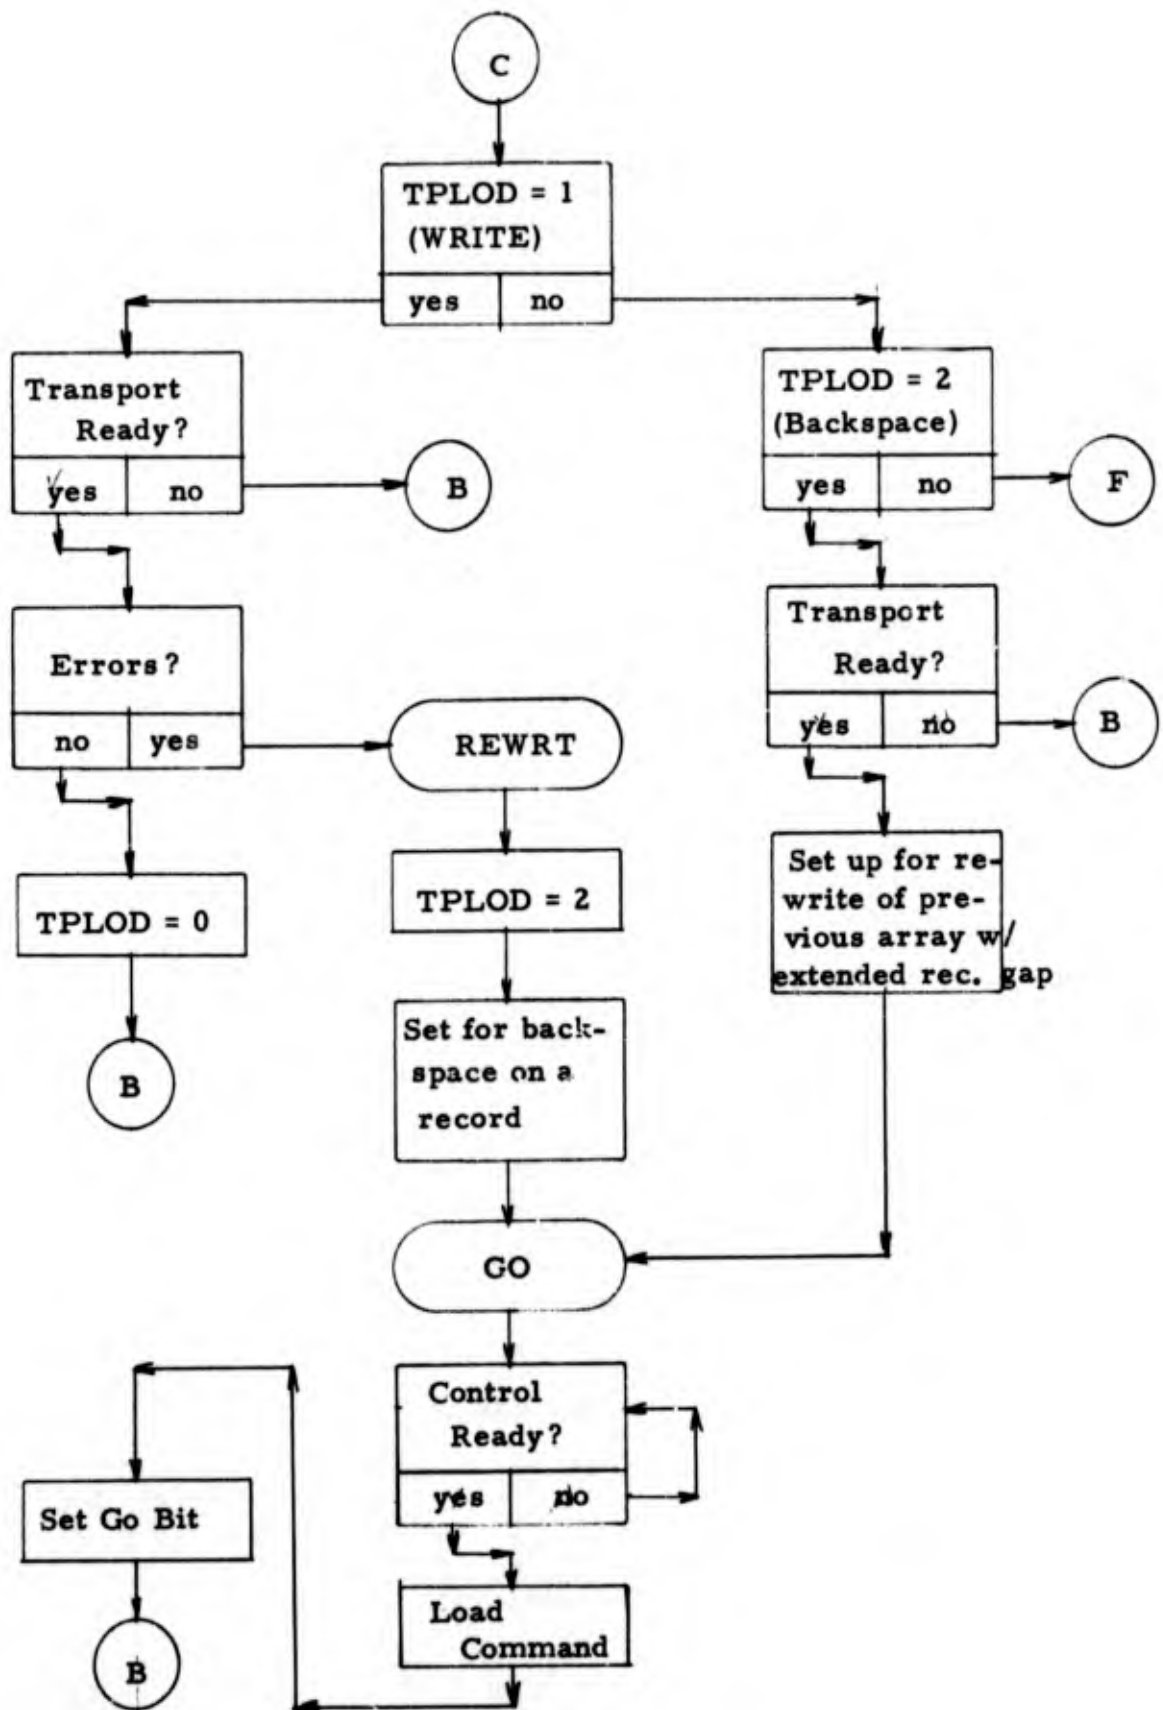 C
TPLOD = 1
(WRITE)
yes no
Transport
Ready?
yes no
B
TPLOD = 2
(Backspace)
yes no
F
Errors?
no yes
Transport
Ready?
yes no
B
REWRT
TPLOD = 0
B
TPLOD = 2
Set up for re-
write of pre-
vious array w/
extended rec. gap
Set for back-
space on a
record
GO
Control
Ready?
yes no
Set Go Bit
B
Load
Command